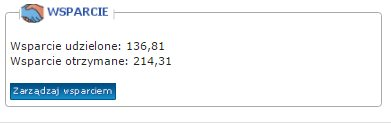 WSPARCIE
Wsparcie udzielone: 136,81
Wsparcie otrzymane: 214,31
Zarządzaj wsparciem